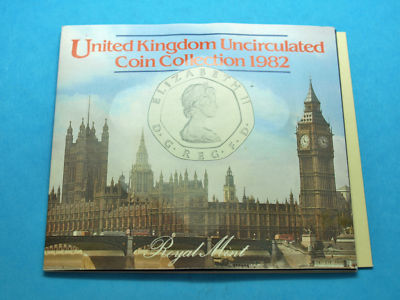 United Kingdom Uncirculated
Coin Collection 1982
ELIZABETH II
D·G·REG·F·D·
Royal Mint